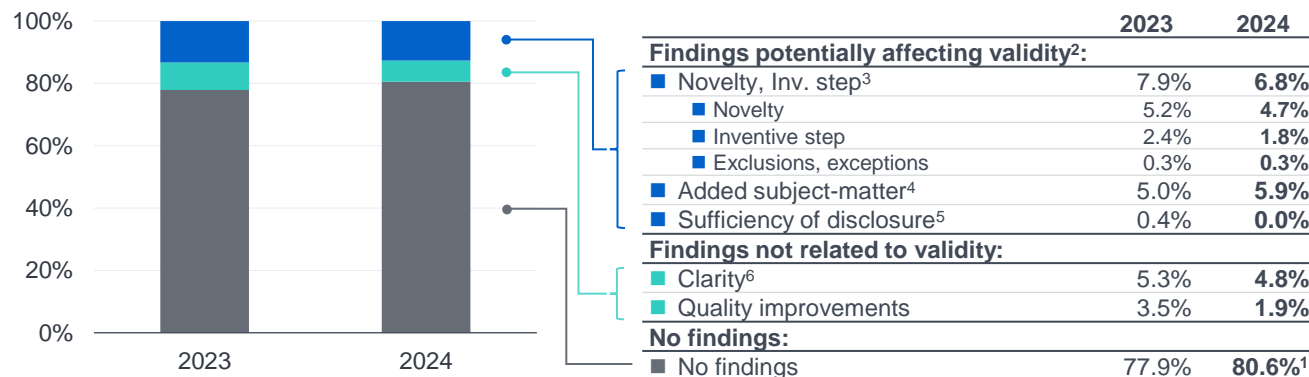 100%
80%
60%
40%
20%
0%
2023
2024
2023 2024
Findings potentially affecting validity²:
Novelty, Inv. step³ 7.9% 6.8%
Novelty 5.2% 4.7%
Inventive step 2.4% 1.8%
Exclusions, exceptions 0.3% 0.3%
Added subject-matter⁴ 5.0% 5.9%
Sufficiency of disclosure⁵ 0.4% 0.0%
Findings not related to validity:
Clarity⁶ 5.3% 4.8%
Quality improvements 3.5% 1.9%
No findings:
No findings 77.9% 80.6%¹